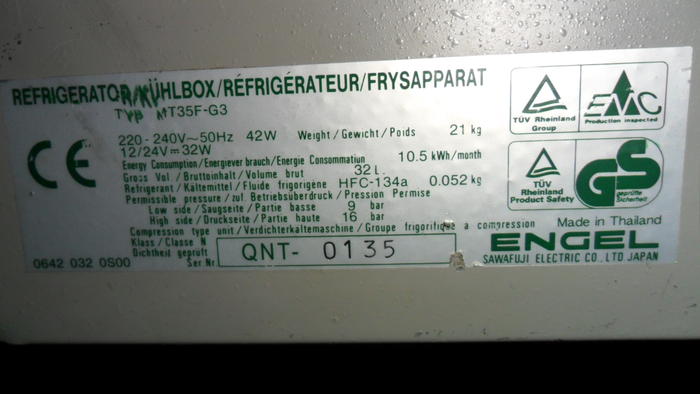 REFRIGERATOR/KÜHLBOX/RÉFRIGÉRATEUR/FRYSAPPARAT
TYP MT35F-G3
220-240V~50Hz 42W Weight/Gewicht/Poids 21 kg
12/24V⎓32W
Energy Consumption/Energieverbrauch/Energie Consommation 10.5 kWh/month
Gross Vol/Bruttoinhalt/Volume brut 32 L
Refrigerant/Kältemittel/Fluide frigorigène HFC-134a 0.052 kg
Permissible pressure/zul. Betriebsüberdruck/Pression Permise
Low side/Saugseite/Partie basse 9 bar
High side/Druckseite/Partie haute 16 bar
Compression type unit/Verdichterkaltemaschine/Groupe frigorifique a compression
Klass/Classe N
Dichtheil geprüft
Ser Nr. QNT- 0135
0642 032 0S00
CE
TÜV Rheinland
Group
EMC
Production inspected
TÜV
Rheinland
Product Safety
GS
geprüfte
Sicherheit
Made in Thailand
ENGEL
SAWAFUJI ELECTRIC CO., LTD JAPAN